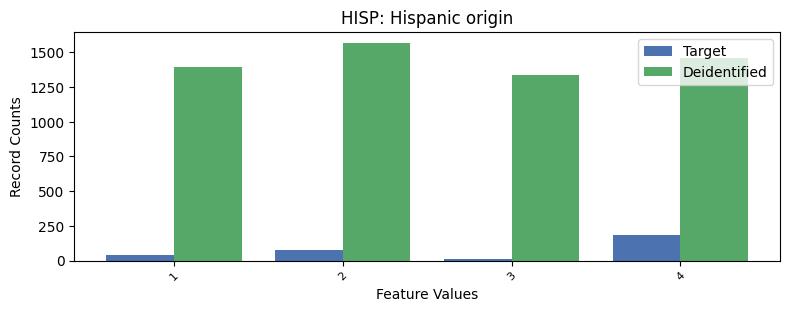 HISP: Hispanic origin
Target
Deidentified
1500
1250
1000
750
500
250
0
Record Counts
1 2 3 4
Feature Values